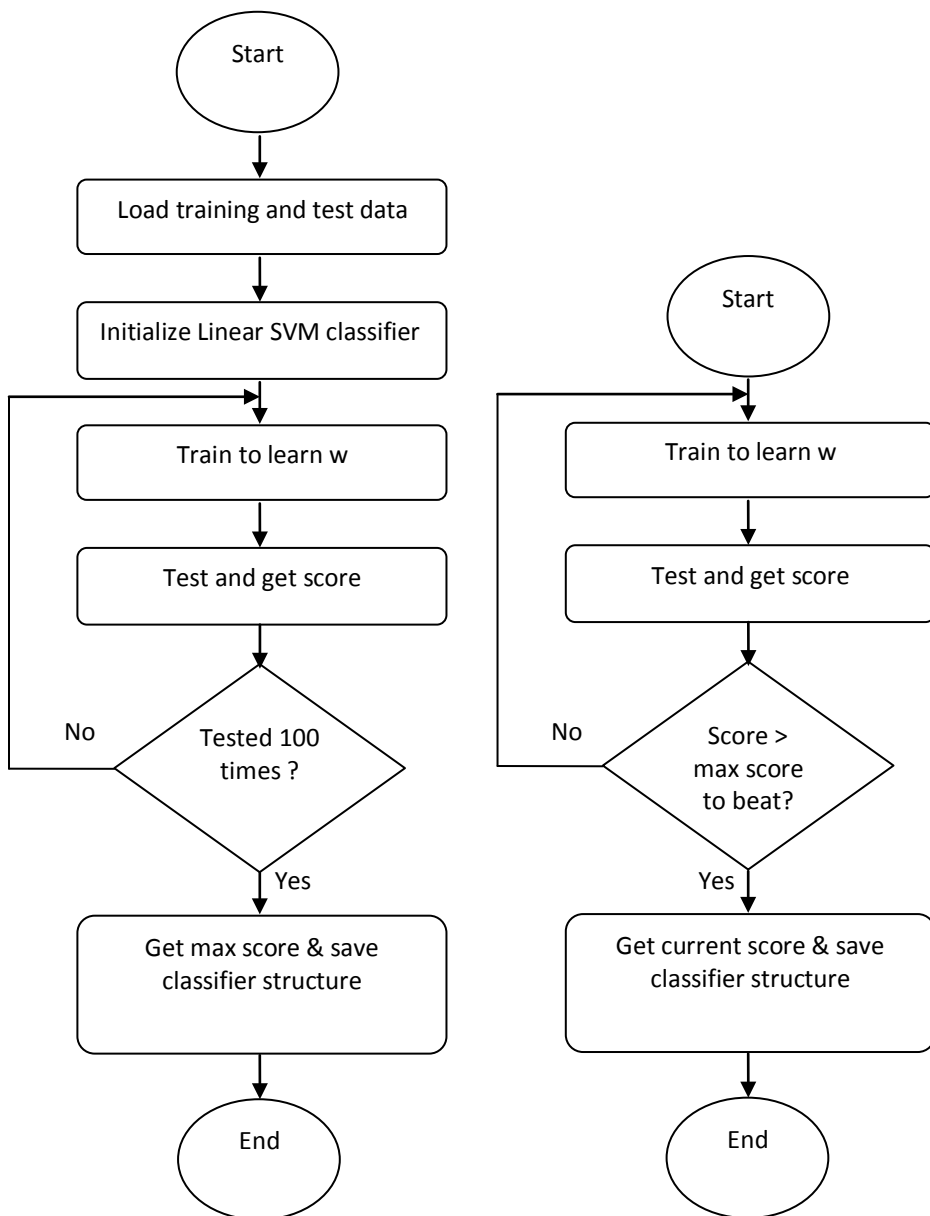 Start
Load training and test data
Initialize Linear SVM classifier
Train to learn w
Test and get score
Tested 100
times ?
No
Yes
Get max score & save
classifier structure
End
Start
Train to learn w
Test and get score
Score >
max score
to beat?
No
Yes
Get current score & save
classifier structure
End